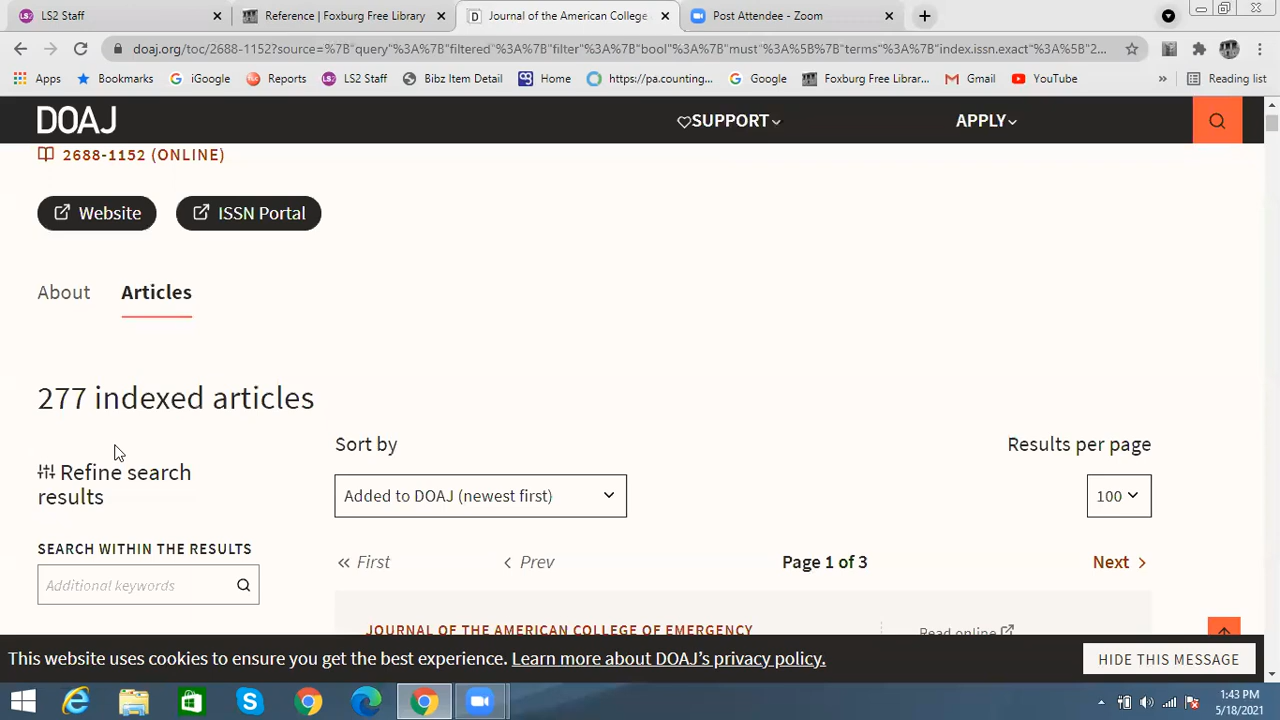 LS2 Staff
Reference | Foxburg Free Library
Journal of the American College
Post Attendee - Zoom
doaj.org/toc/2688-1152?source=%7B"query"%3A%7B"filtered"%3A%7B"filter"%3A%7B"bool"%3A%7B"must"%3A%5B%7B"terms"%3A%7B"index.issn.exact"%3A%5B"2...
Apps
Bookmarks
iGoogle
Reports
LS2 Staff
Bibz Item Detail
Home
https://pa.counting...
Google
Foxburg Free Librar...
Gmail
YouTube
»
Reading list
DOAJ
SUPPORT
APPLY
2688-1152 (ONLINE)
Website
ISSN Portal
About
Articles
277 indexed articles
Refine search
results
SEARCH WITHIN THE RESULTS
Additional keywords
Sort by
Added to DOAJ (newest first)
Results per page
100
« First
‹ Prev
Page 1 of 3
Next ›
JOURNAL OF THE AMERICAN COLLEGE OF EMERGENCY
Read online
This website uses cookies to ensure you get the best experience. Learn more about DOAJ's privacy policy.
HIDE THIS MESSAGE
1:43 PM
5/18/2021